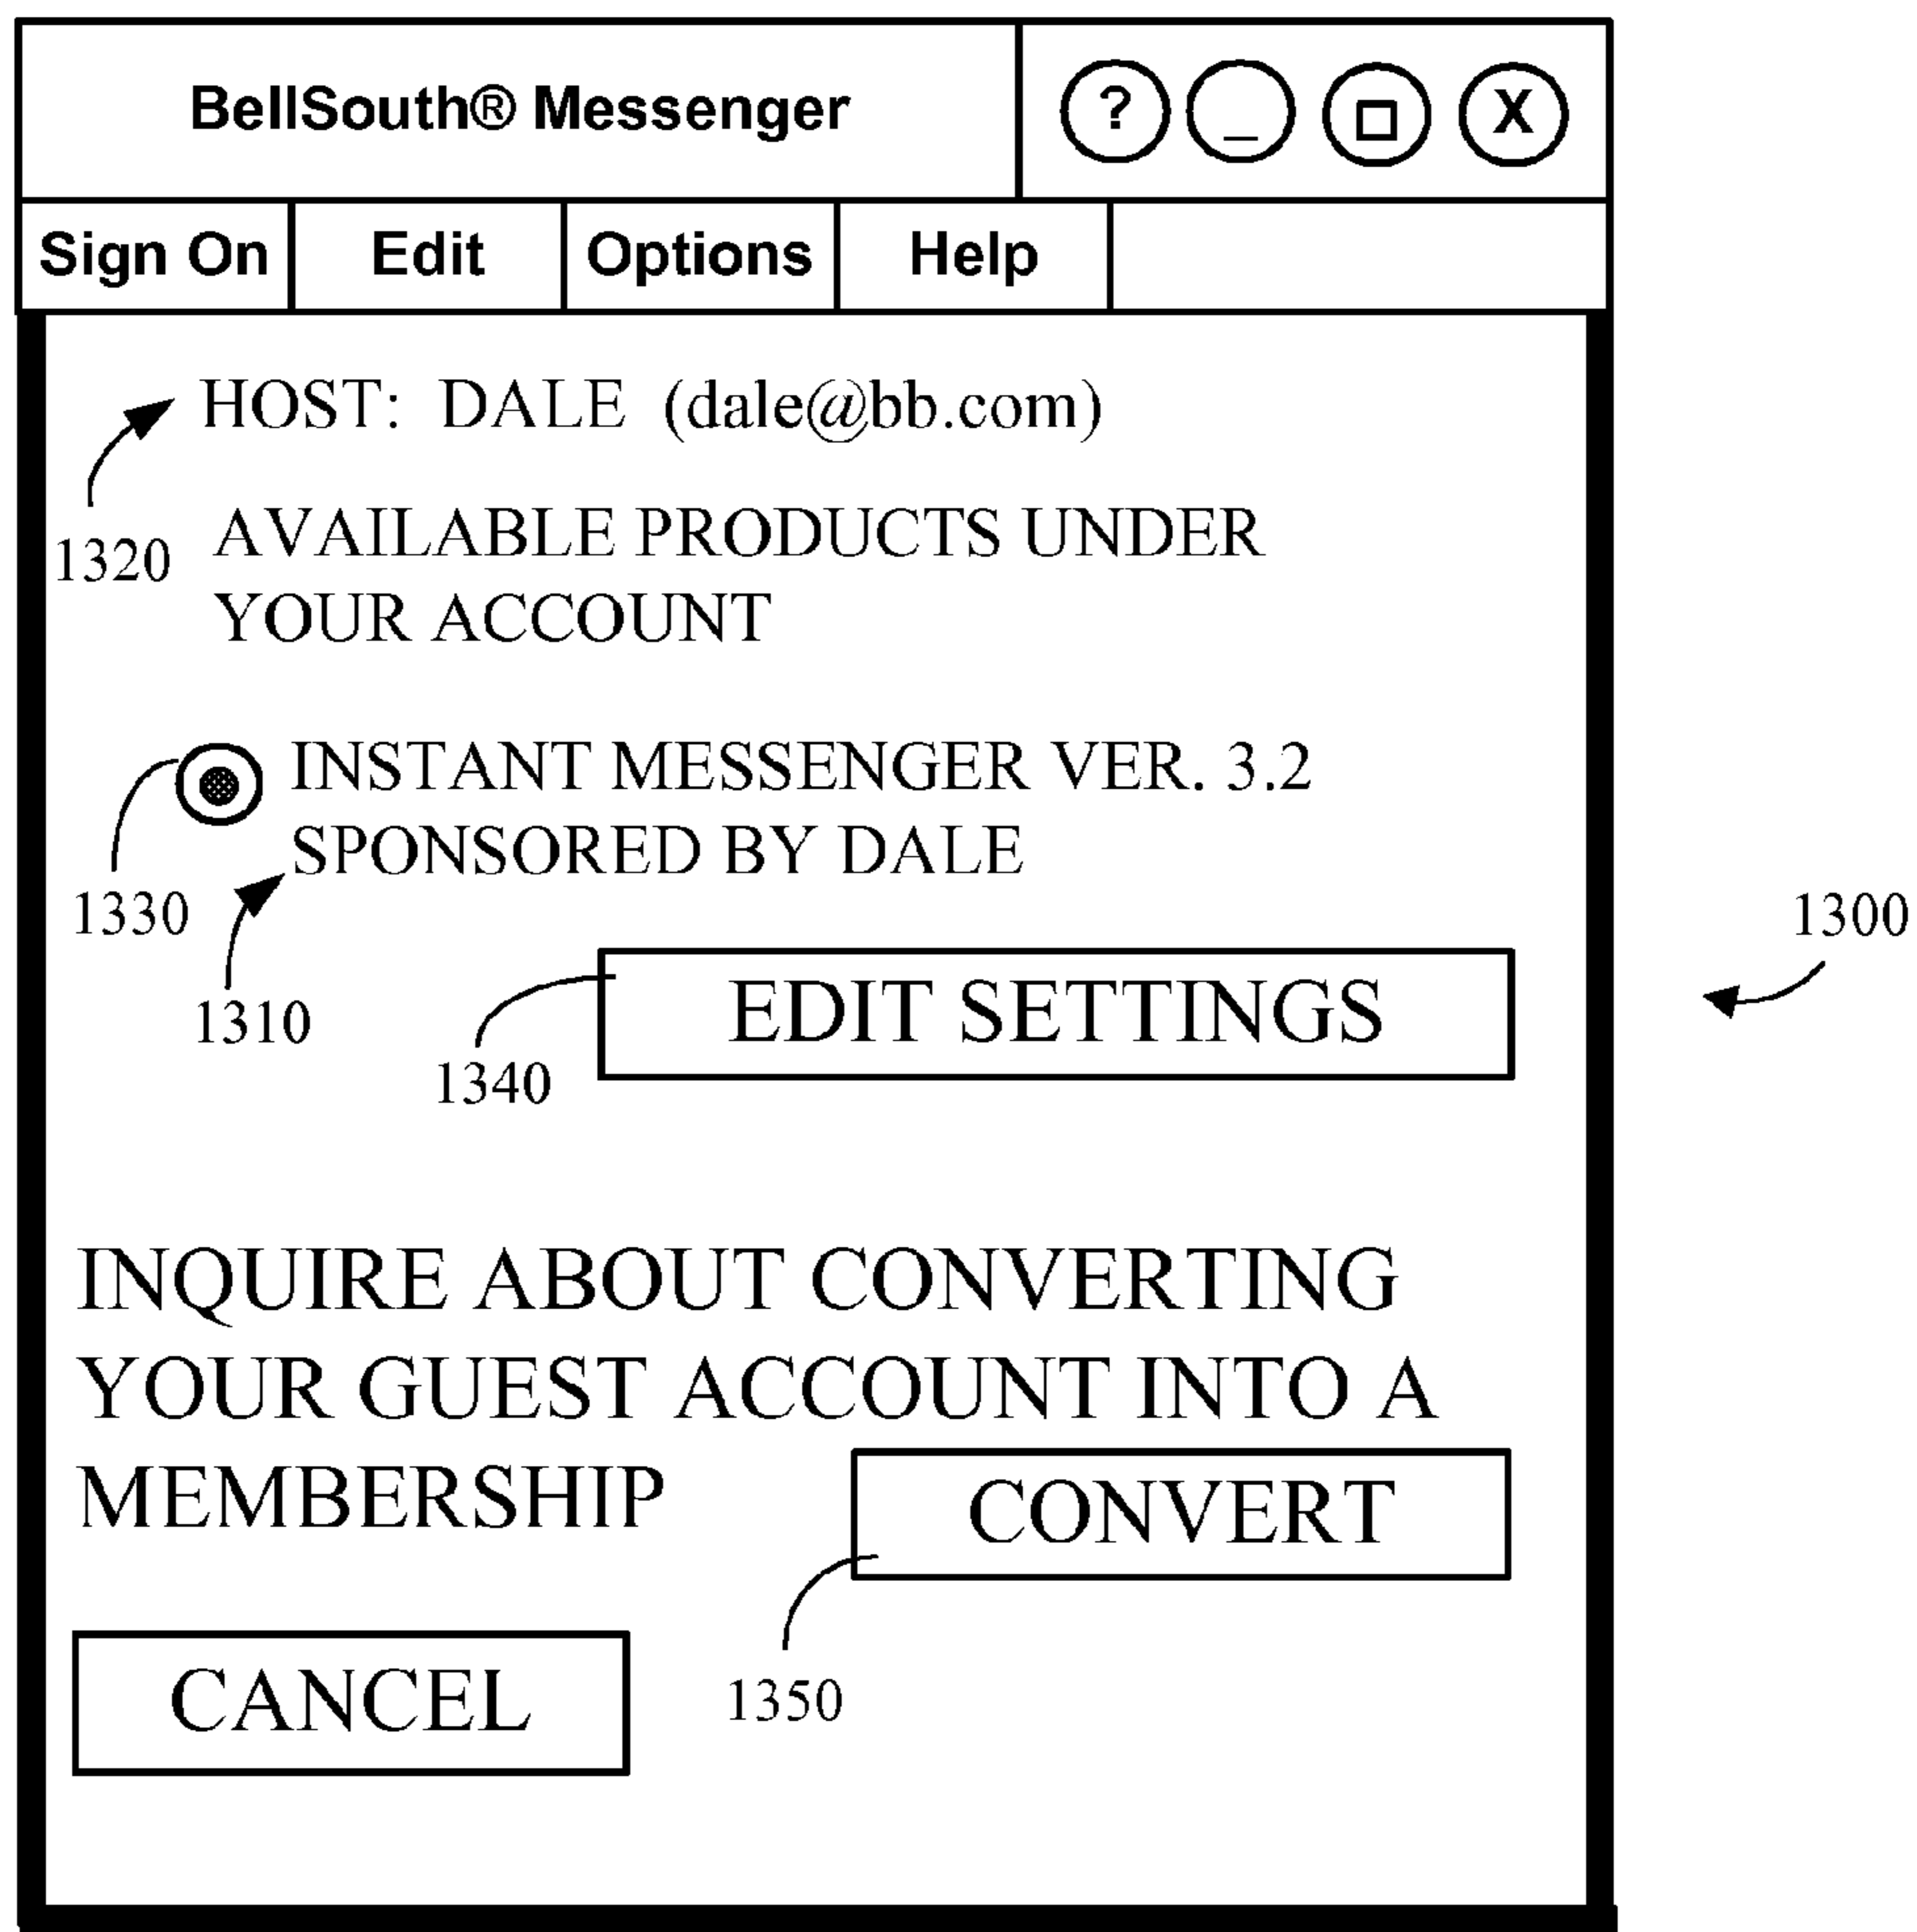 BellSouth® Messenger ? _ X
Sign On Edit Options Help
HOST: DALE (dale@bb.com)
1320
AVAILABLE PRODUCTS UNDER
YOUR ACCOUNT
INSTANT MESSENGER VER. 3.2
SPONSORED BY DALE
1330
1300
1310
EDIT SETTINGS
1340
INQUIRE ABOUT CONVERTING
YOUR GUEST ACCOUNT INTO A
MEMBERSHIP
CONVERT
CANCEL
1350